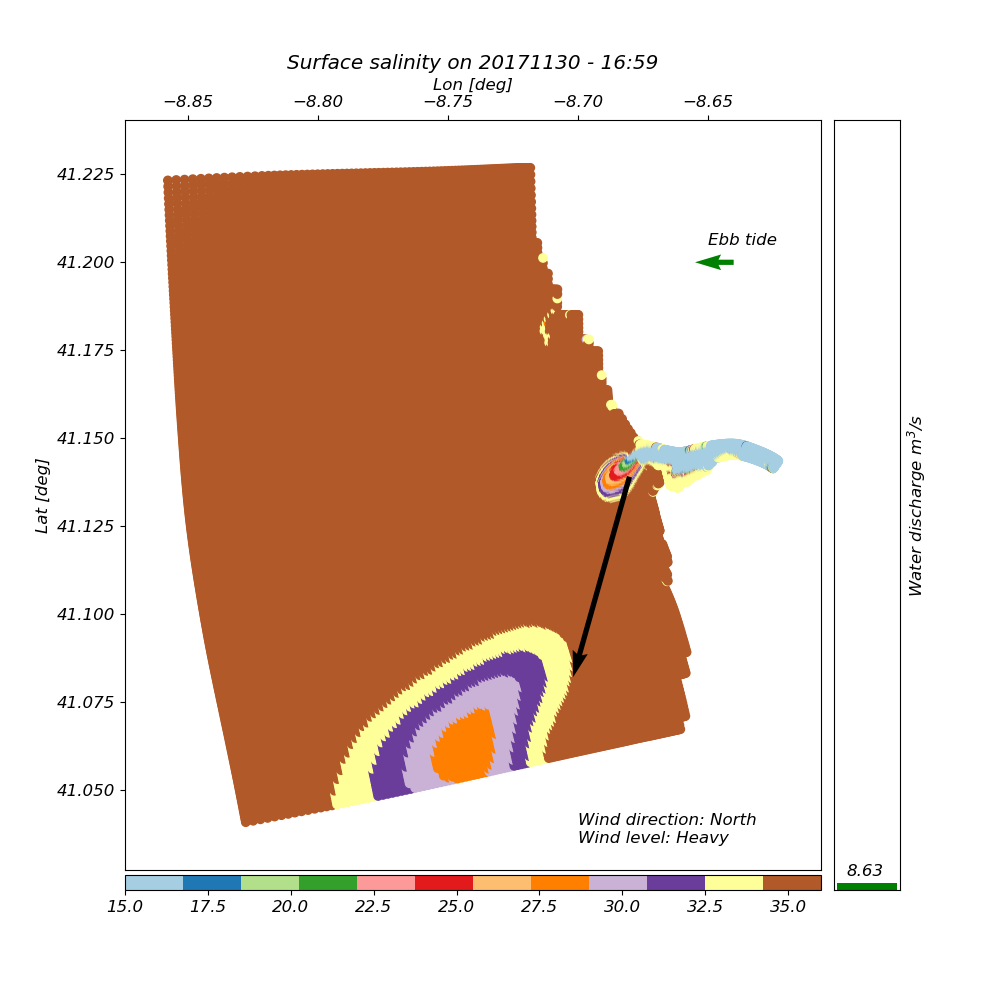 Surface salinity on 20171130 - 16:59
Lon [deg]
−8.85 −8.80 −8.75 −8.70 −8.65
41.225
41.200
41.175
41.150
41.125
41.100
41.075
41.050
Lat [deg]
Ebb tide
Wind direction: North
Wind level: Heavy
Water discharge m³/s
8.63
15.0 17.5 20.0 22.5 25.0 27.5 30.0 32.5 35.0